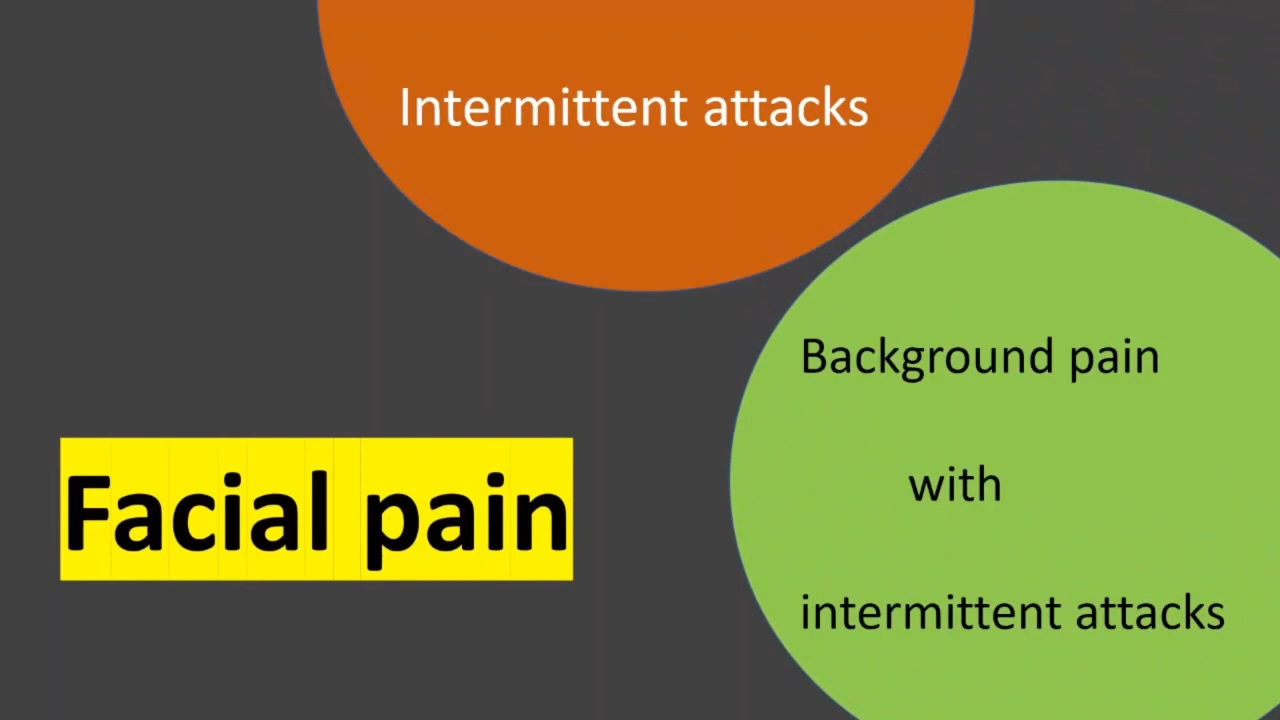 Intermittent attacks
Background pain
with
intermittent attacks
Facial pain